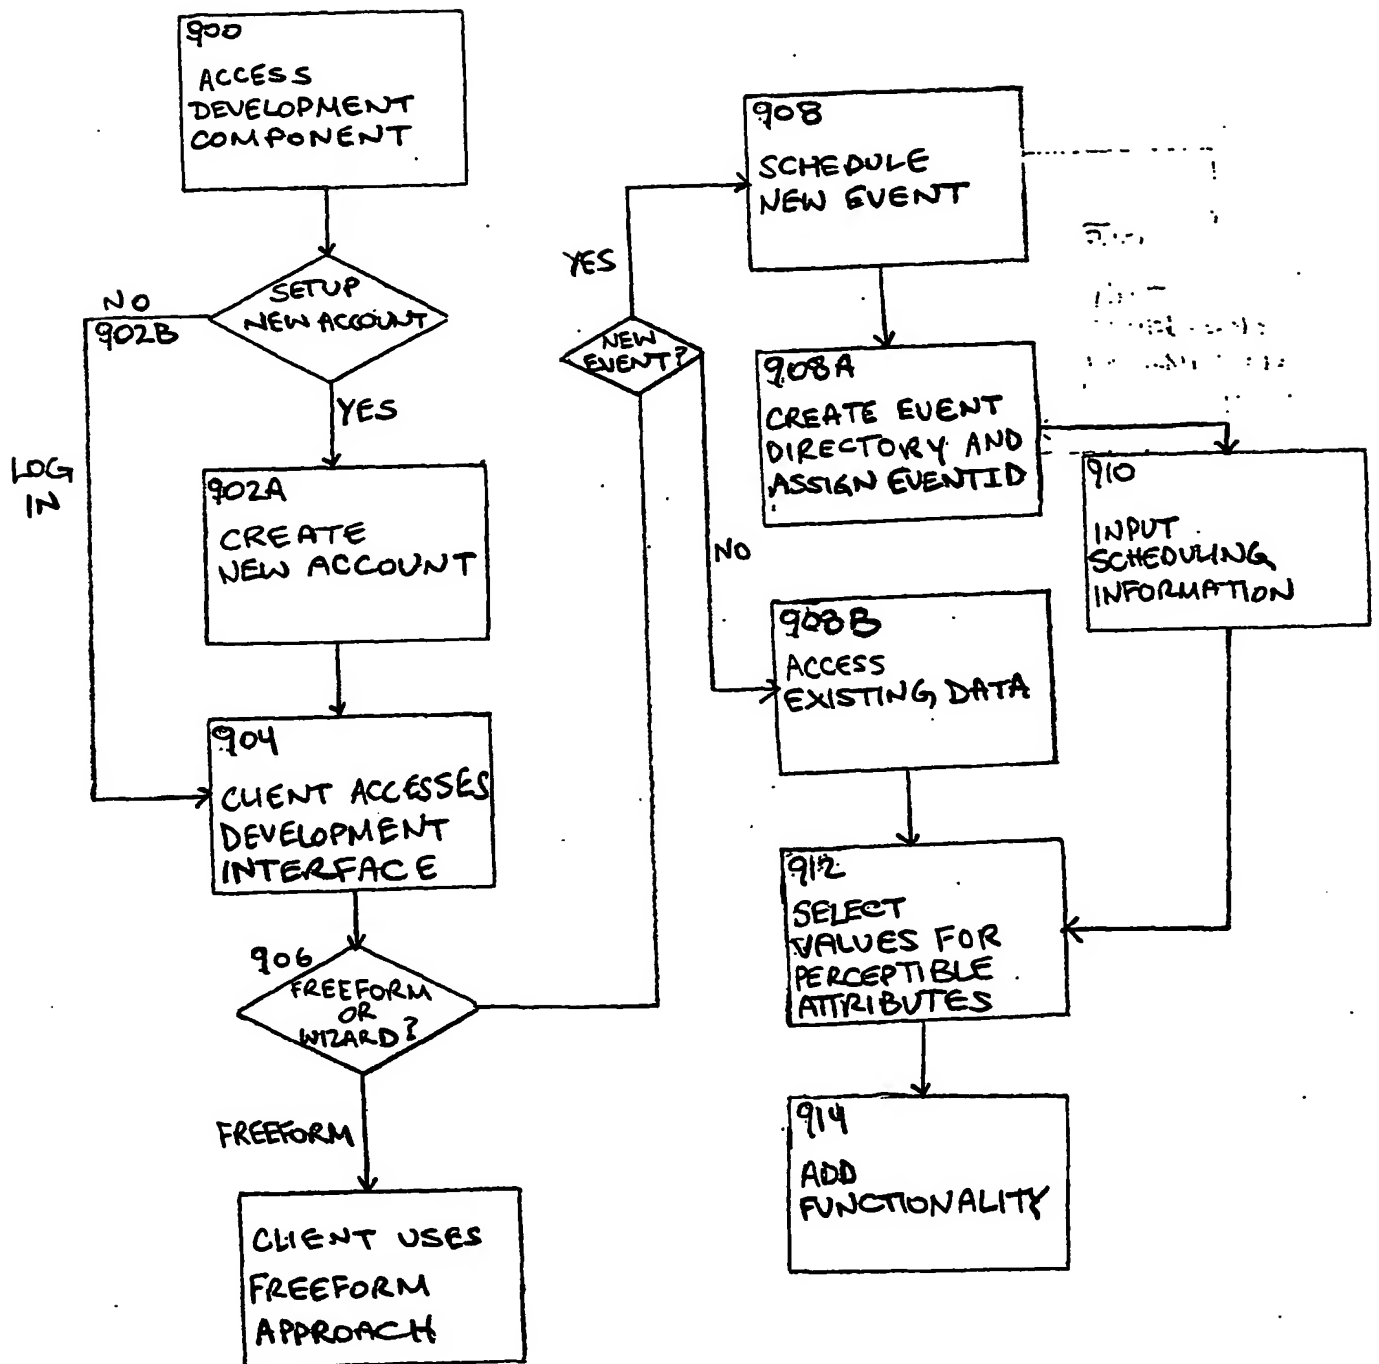 900
ACCESS
DEVELOPMENT
COMPONENT
SETUP
NEW ACCOUNT
NO
902B
YES
LOG
IN
902A
CREATE
NEW ACCOUNT
904
CLIENT ACCESSES
DEVELOPMENT
INTERFACE
906
FREEFORM
OR
WIZARD?
FREEFORM
CLIENT USES
FREEFORM
APPROACH
NEW
EVENT?
YES
NO
908
SCHEDULE
NEW EVENT
908A
CREATE EVENT
DIRECTORY AND
ASSIGN EVENTID
910
INPUT
SCHEDULING
INFORMATION
908B
ACCESS
EXISTING DATA
912
SELECT
VALUES FOR
PERCEPTIBLE
ATTRIBUTES
914
ADD
FUNCTIONALITY